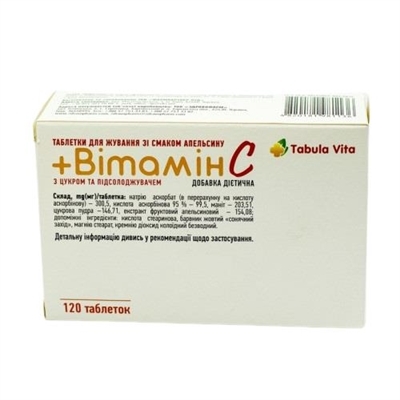 ТАБЛЕТКИ ДЛЯ ЖУВАННЯ ЗІ СМАКОМ АПЕЛЬСИНУ
+Вітамін С
Tabula Vita
З ЦУКРОМ ТА ПІДСОЛОДЖУВАЧЕМ
ДОБАВКА ДІЄТИЧНА
Склад, mg(мг)/таблетка: натрію аскорбат (в перерахунку на кислоту
аскорбінову) – 300,5, кислота аскорбінова 95 % – 99,5, маніт – 203,51,
цукрова пудра –146,71, екстракт фруктовий апельсиновий – 154,08;
допоміжні інгредієнти: кислота стеаринова, барвник жовтий «сонячний
захід», магнію стеарат, кремнію діоксид колоїдний безводний.
Детальну інформацію дивись у рекомендації щодо застосування.
120 таблеток